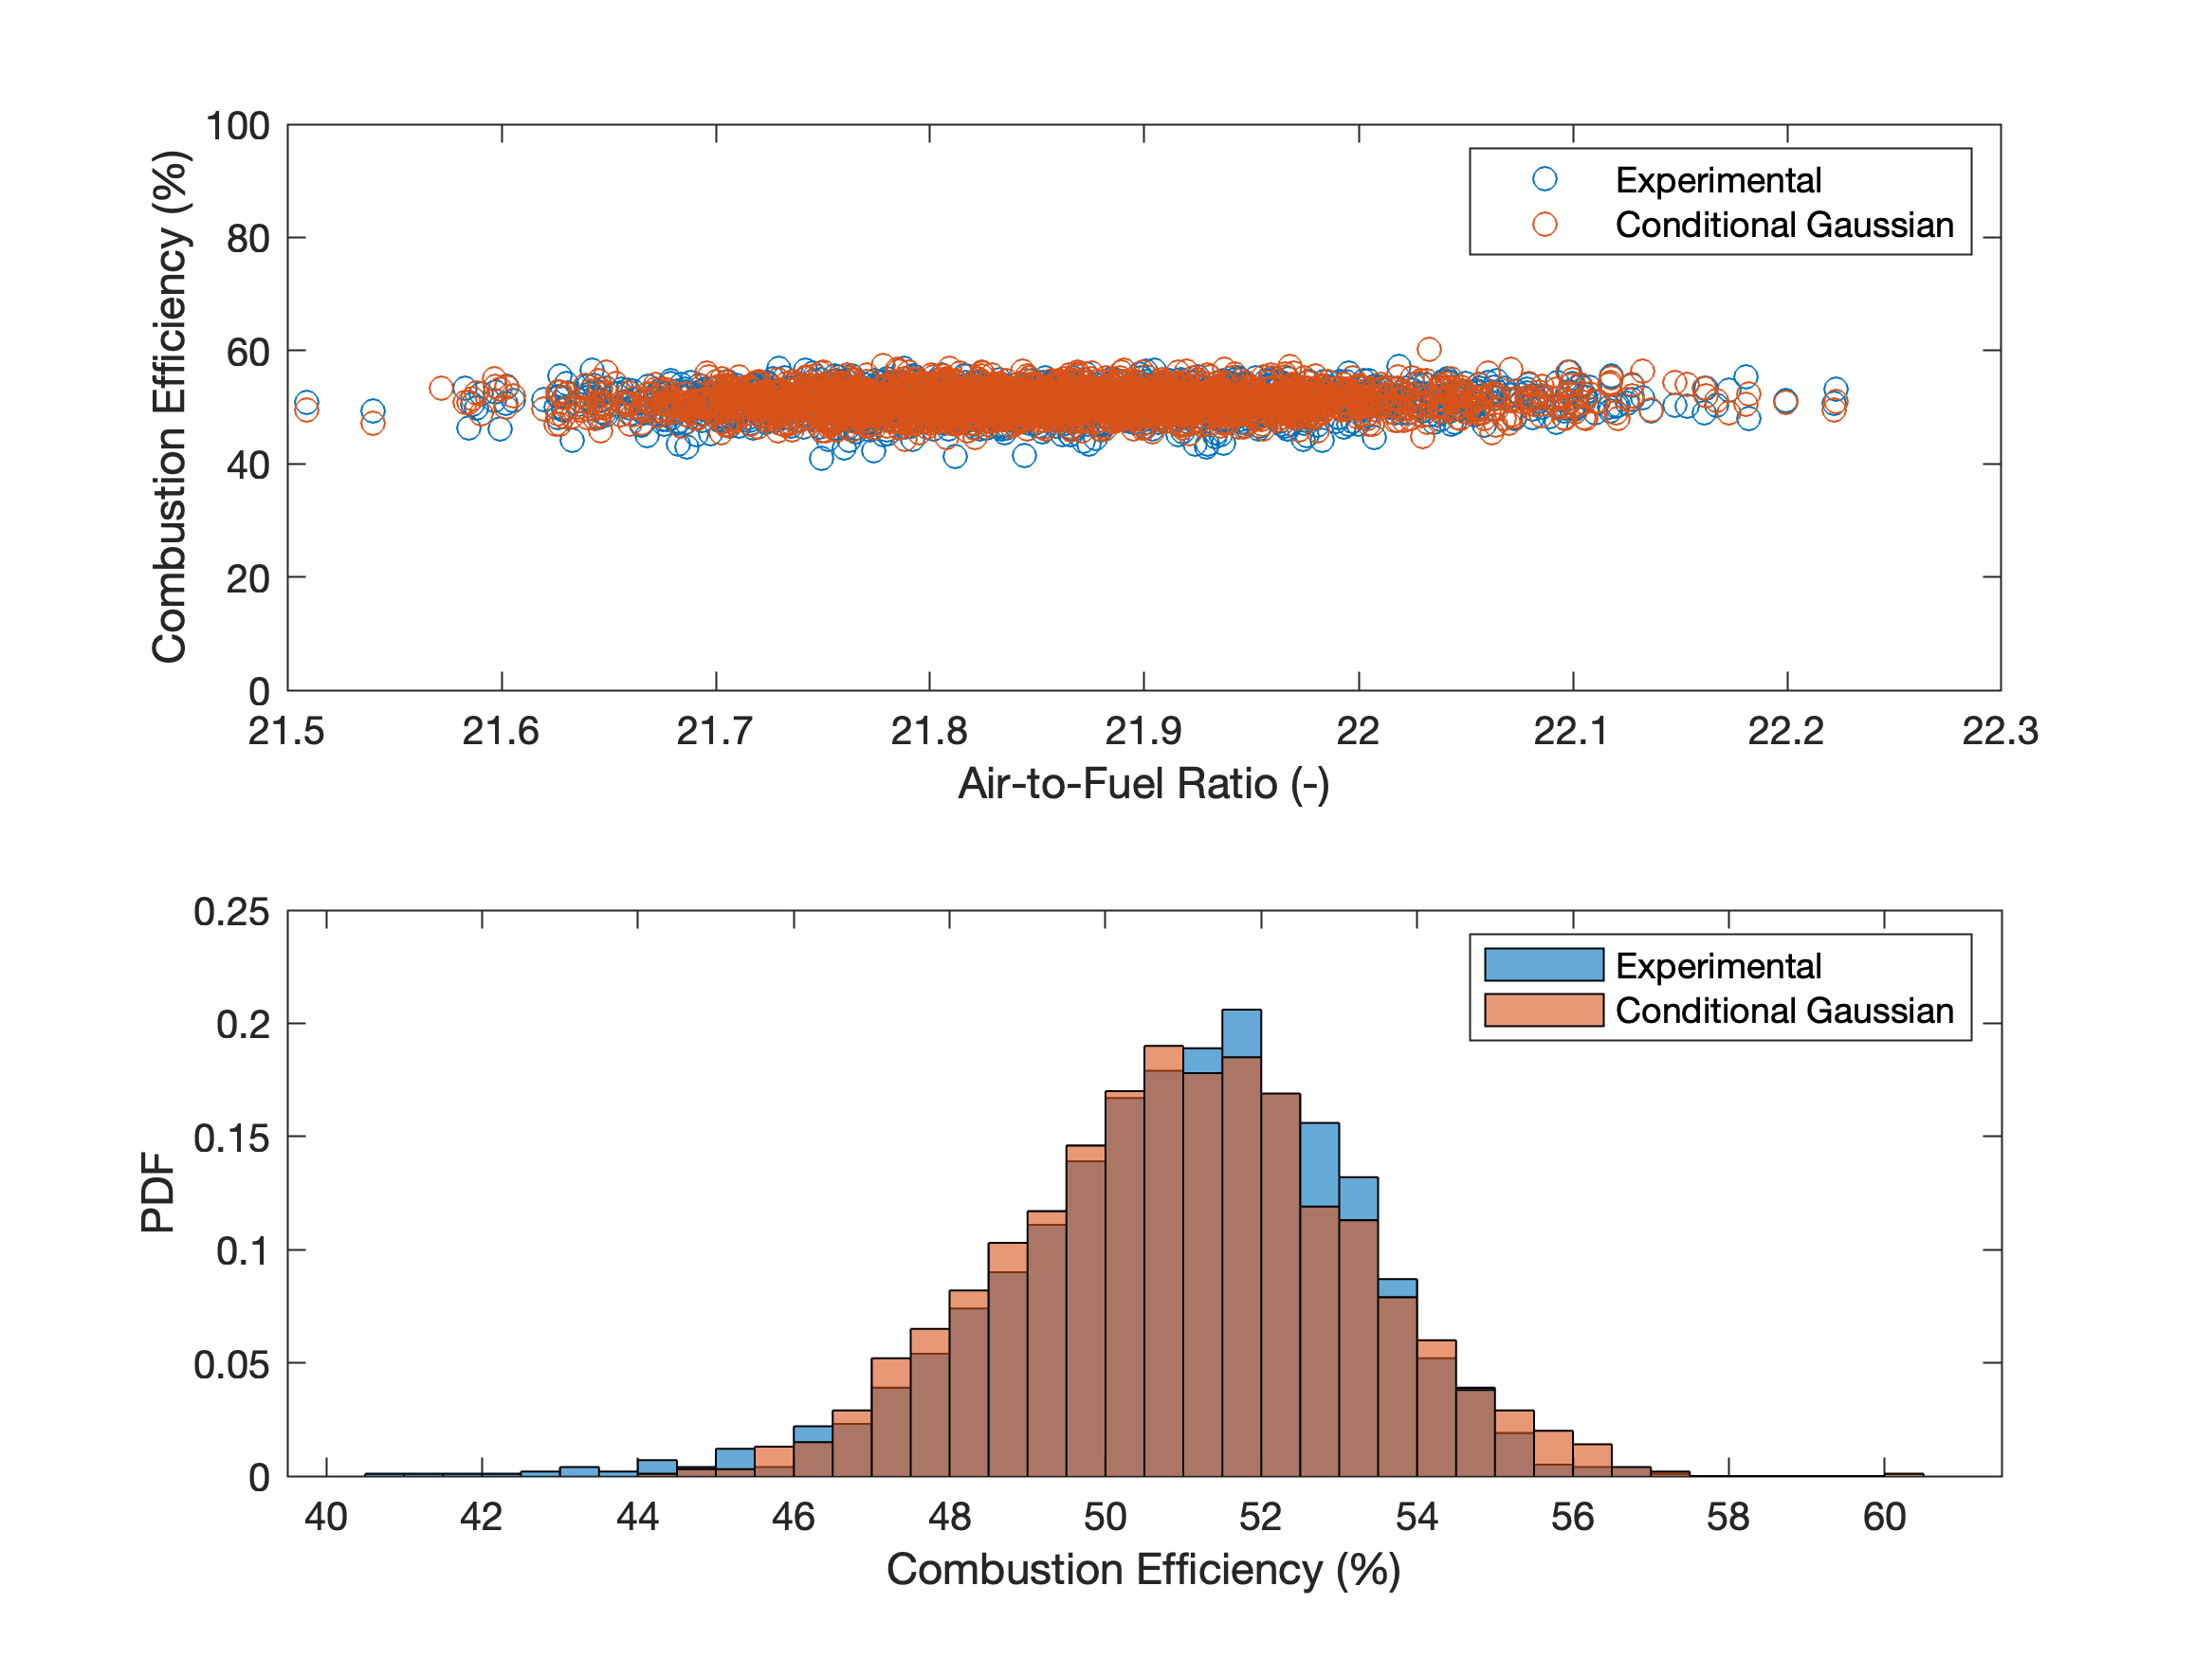 100
80
60
40
20
0
Combustion Efficiency (%)
Experimental
Conditional Gaussian
21.5 21.6 21.7 21.8 21.9 22 22.1 22.2 22.3
Air-to-Fuel Ratio (-)
0.25
0.2
0.15
0.1
0.05
0
PDF
Experimental
Conditional Gaussian
40 42 44 46 48 50 52 54 56 58 60
Combustion Efficiency (%)